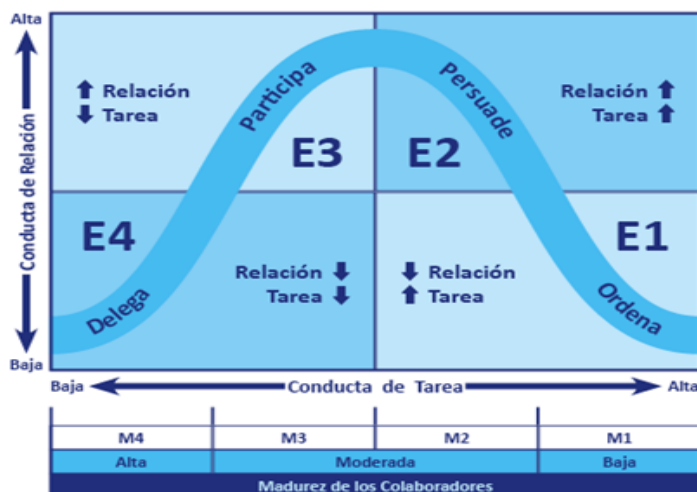 Alta
Relación
Tarea
Participa
Persuade
Relación
Tarea
E3
E2
Conducta de Relación
E4
E1
Relación
Tarea
Relación
Tarea
Delega
Ordena
Baja
Baja
Conducta de Tarea
Alta
M4 M3 M2 M1
Alta Moderada Baja
Madurez de los Colaboradores